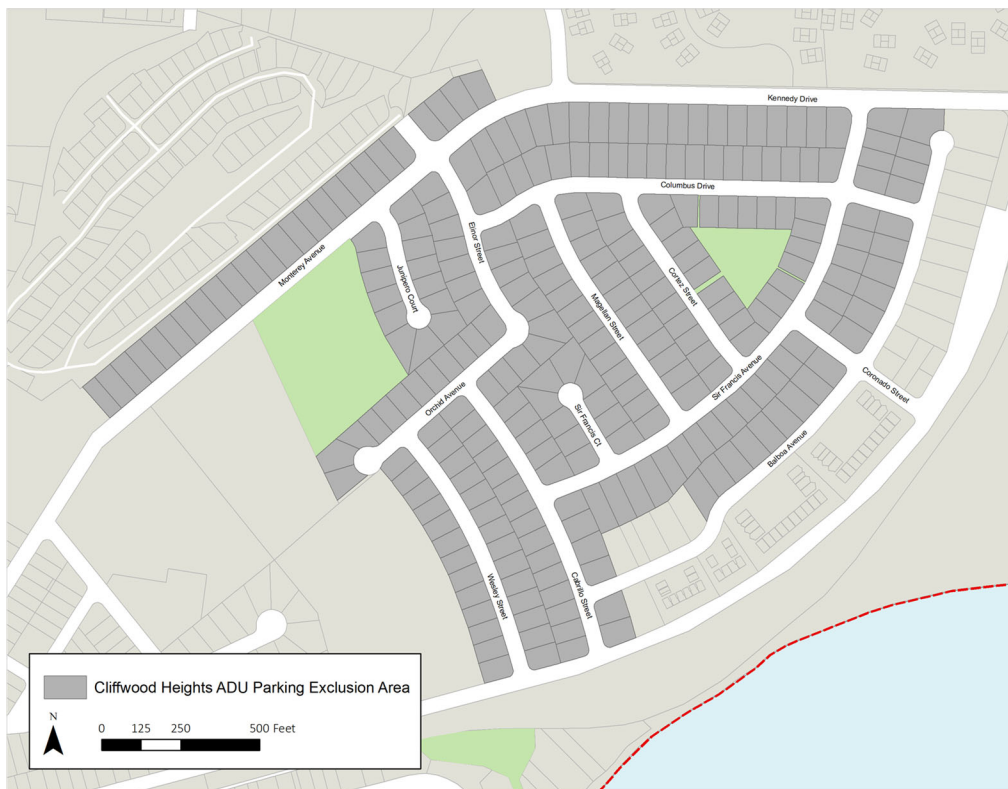 Kennedy Drive
Columbus Drive
Elinor Street
Monterey Avenue
Junipero Court
Cortez Street
Magellan Street
Sir Francis Avenue
Coronado Street
Orchid Avenue
Sir Francis Ct
Balboa Avenue
Wesley Street
Cabrillo Street
Cliffwood Heights ADU Parking Exclusion Area
N
0 125 250 500 Feet